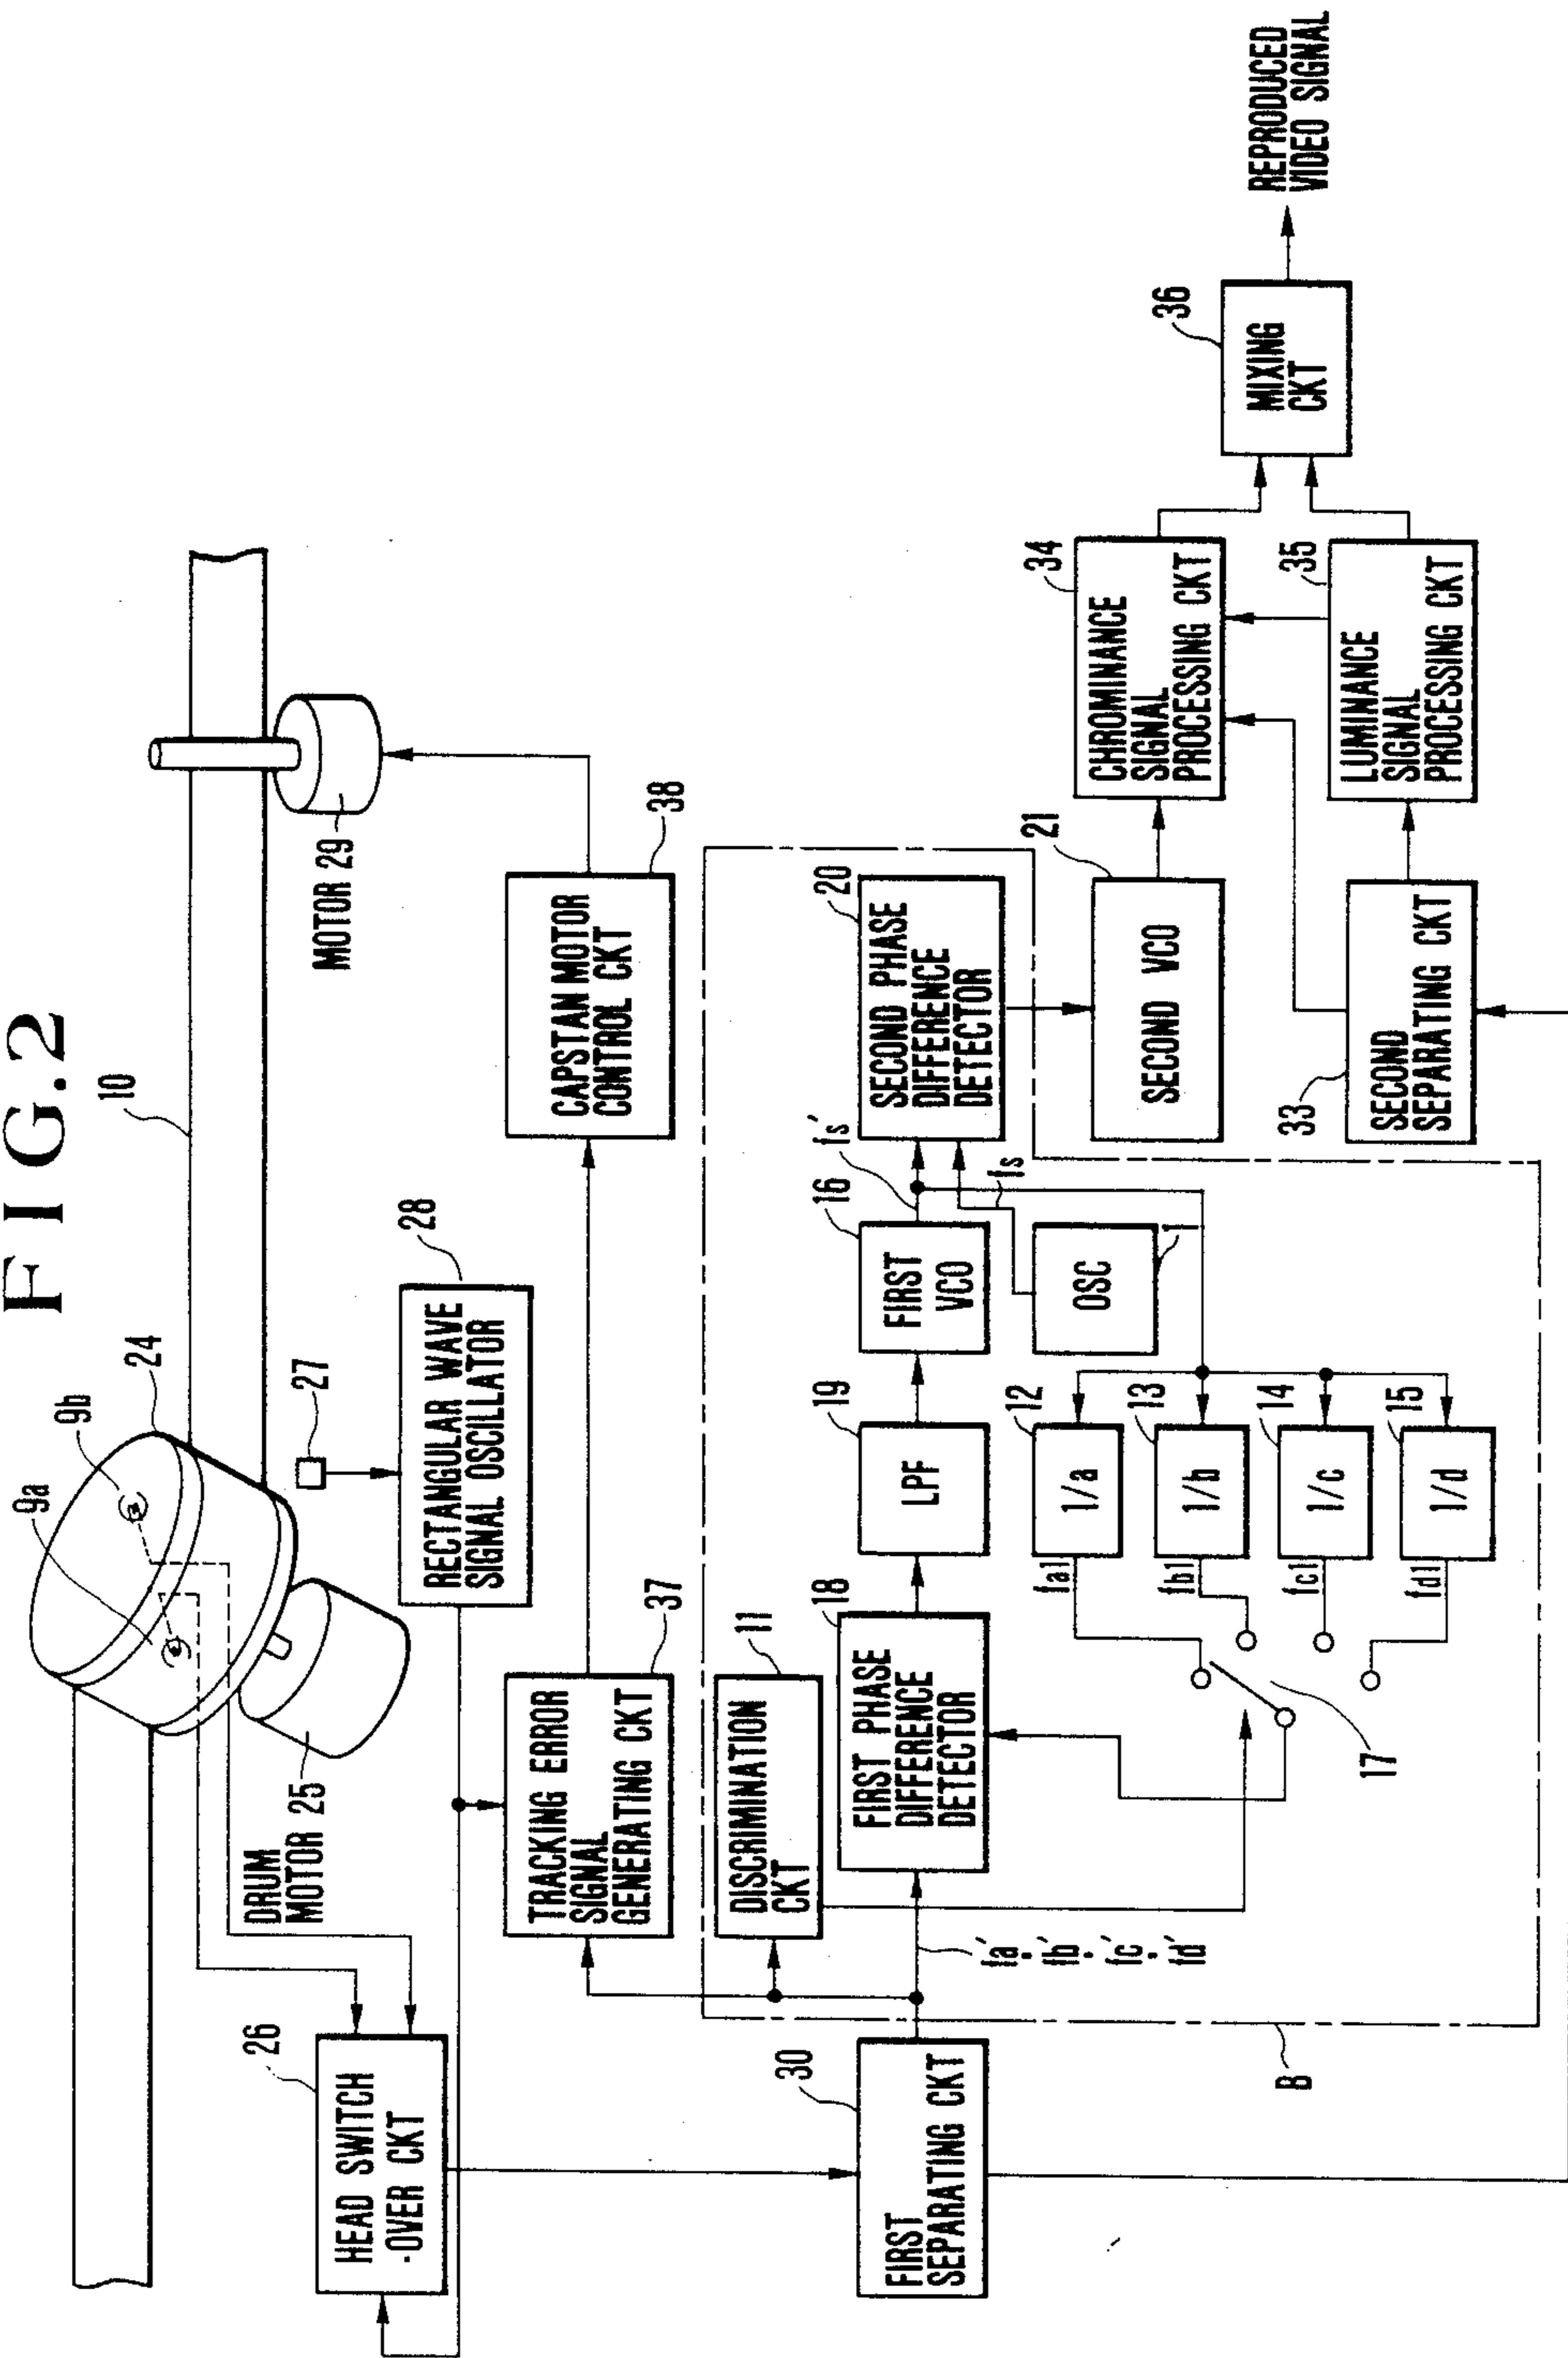 FIG.2
10
24
9b
9a
27
28
RECTANGULAR WAVE
SIGNAL OSCILLATOR
MOTOR 29
DRUM
MOTOR 25
26
HEAD SWITCH
-OVER CKT
37
TRACKING ERROR
SIGNAL
GENERATING CKT
38
CAPSTAN MOTOR
CONTROL CKT
30
FIRST
SEPARATING CKT
11
DISCRIMINATION
CKT
fa'.fb'.fc'.fd'
18
FIRST PHASE
DIFFERENCE
DETECTOR
19
LPF
16
FIRST
VCO
fs'
fs
20
SECOND PHASE
DIFFERENCE
DETECTOR
1
OSC
12
1/a
fa1
13
1/b
fb1
14
1/c
fc1
15
1/d
fd1
17
B
21
SECOND VCO
33
SECOND
SEPARATING CKT
34
CHROMINANCE
SIGNAL
PROCESSING CKT
35
LUMINANCE
SIGNAL
PROCESSING CKT
36
MIXING
CKT
REPRODUCED
VIDEO SIGNAL